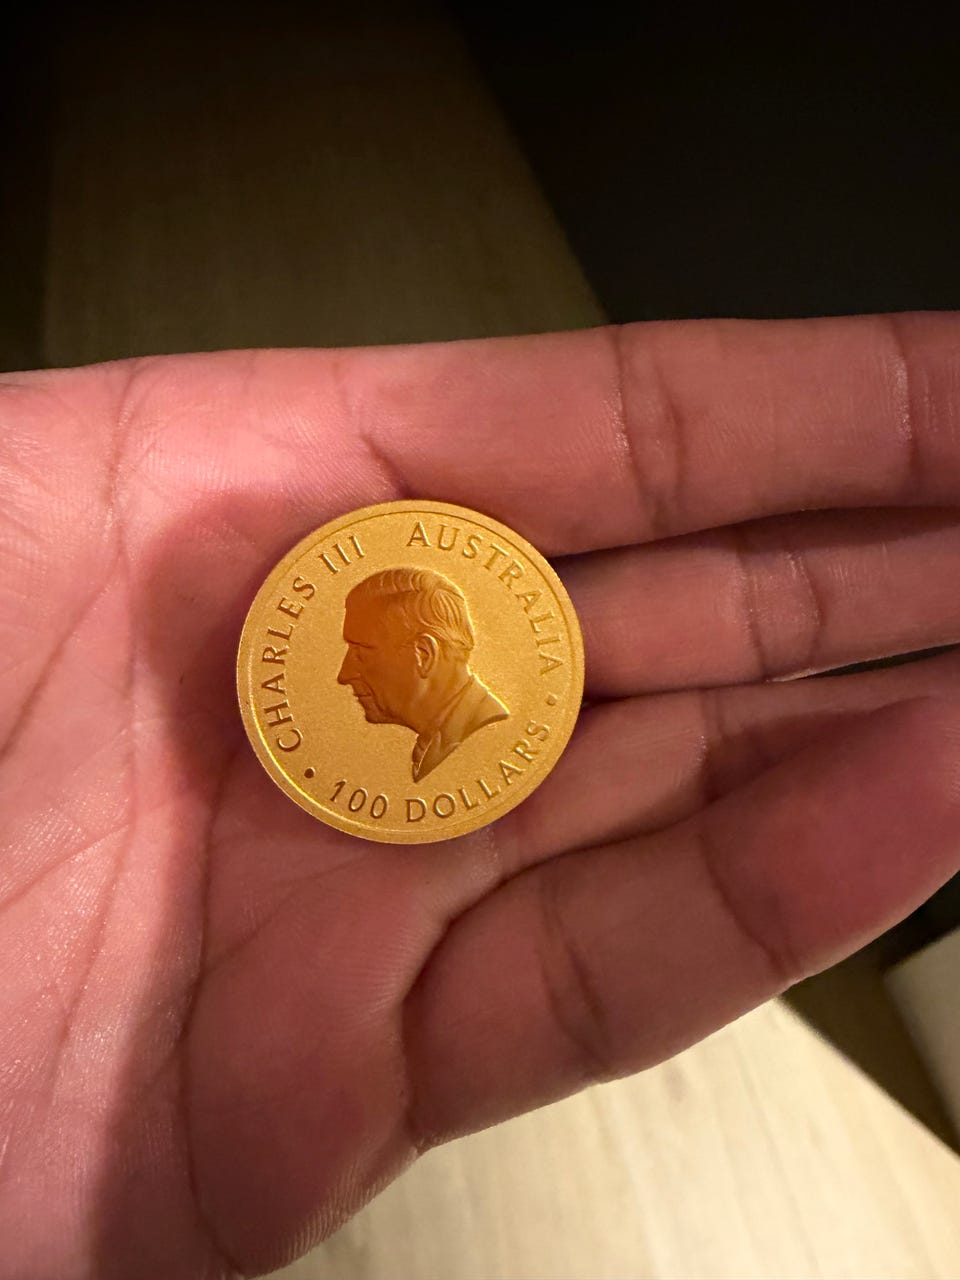 CHARLES III AUSTRALIA
• 100 DOLLARS •